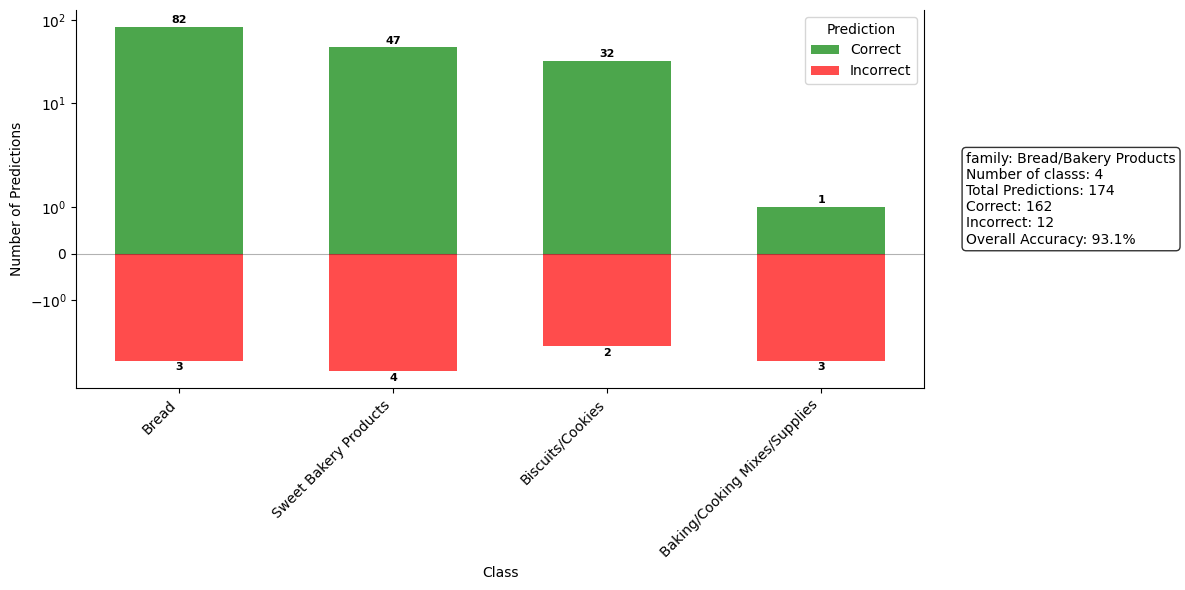 82
47
32
1
3
4
2
3
Prediction
Correct
Incorrect
10²
10¹
10⁰
0
−10⁰
Number of Predictions
Bread
Sweet Bakery Products
Biscuits/Cookies
Baking/Cooking Mixes/Supplies
Class
family: Bread/Bakery Products
Number of classs: 4
Total Predictions: 174
Correct: 162
Incorrect: 12
Overall Accuracy: 93.1%